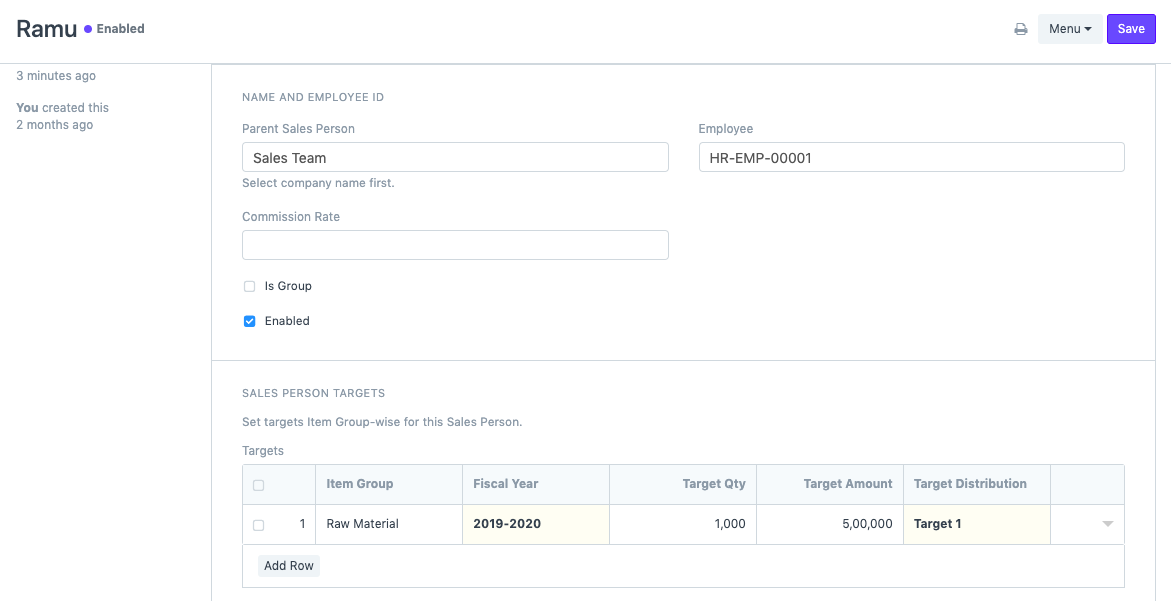 Ramu Enabled
Menu
Save
3 minutes ago
You created this
2 months ago
NAME AND EMPLOYEE ID
Parent Sales Person
Sales Team
Select company name first.
Employee
HR-EMP-00001
Commission Rate
Is Group
Enabled
SALES PERSON TARGETS
Set targets Item Group-wise for this Sales Person.
Targets
Item Group Fiscal Year Target Qty Target Amount Target Distribution
1 Raw Material 2019-2020 1,000 5,00,000 Target 1
Add Row